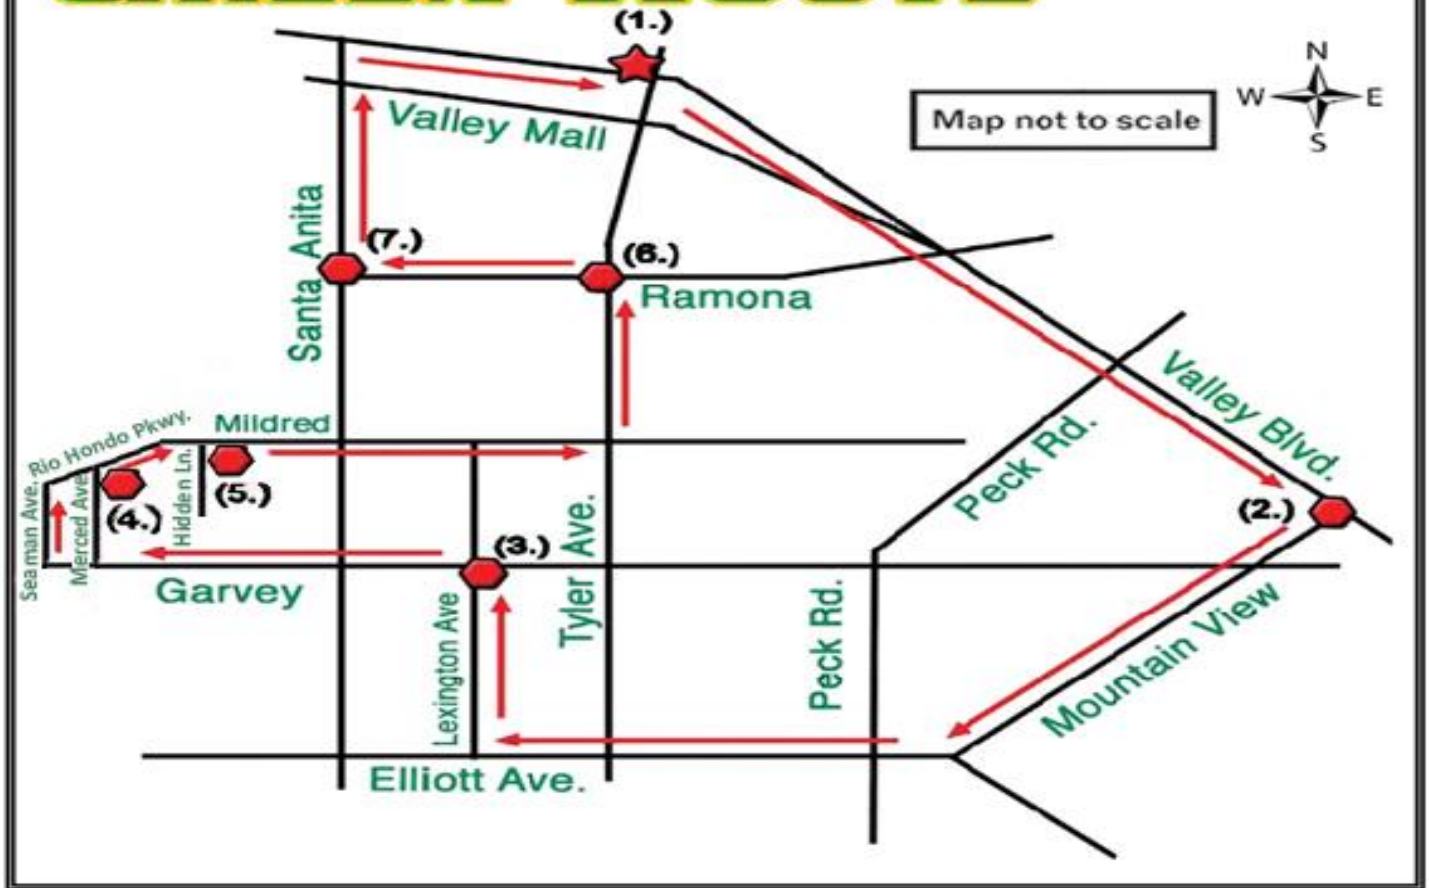 (1.)
N
W E
S
Map not to scale
Valley Mall
Santa Anita
(7.)
(6.)
Ramona
Valley Blvd.
Peck Rd.
Rio Hondo Pkwy.
Mildred
Seaman Ave.
Merced Ave
(4.)
Hidden Ln.
(5.)
(2.)
(3.)
Garvey
Lexington Ave
Tyler Ave.
Peck Rd.
Mountain View
Elliott Ave.